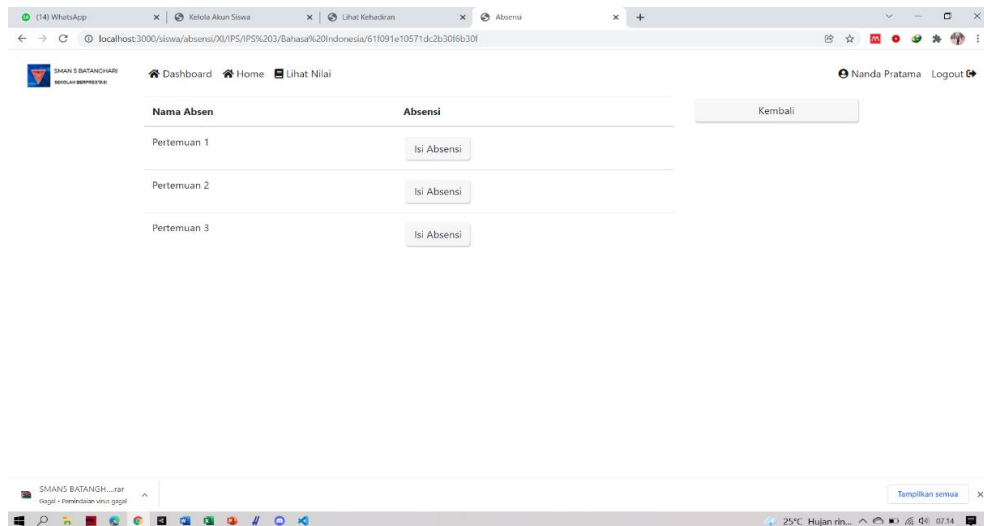 (14) WhatsApp
Kelola Akun Siswa
Lihat Kehadiran
Absensi
localhost:3000/siswa/absensi/XI/IPS/IPS%203/Bahasa%20Indonesia/61f091e10571dc2b30f6b30f
SMAN 5 BATANGHARI
SEKOLAH BERPRESTASI
Dashboard Home Lihat Nilai
Nanda Pratama Logout
Nama Absen Absensi
Kembali
Pertemuan 1 Isi Absensi
Pertemuan 2 Isi Absensi
Pertemuan 3 Isi Absensi
SMAN5 BATANGH....rar
Gagal - Pemindaian virus gagal
Tampilkan semua
25°C Hujan rin... 07.14